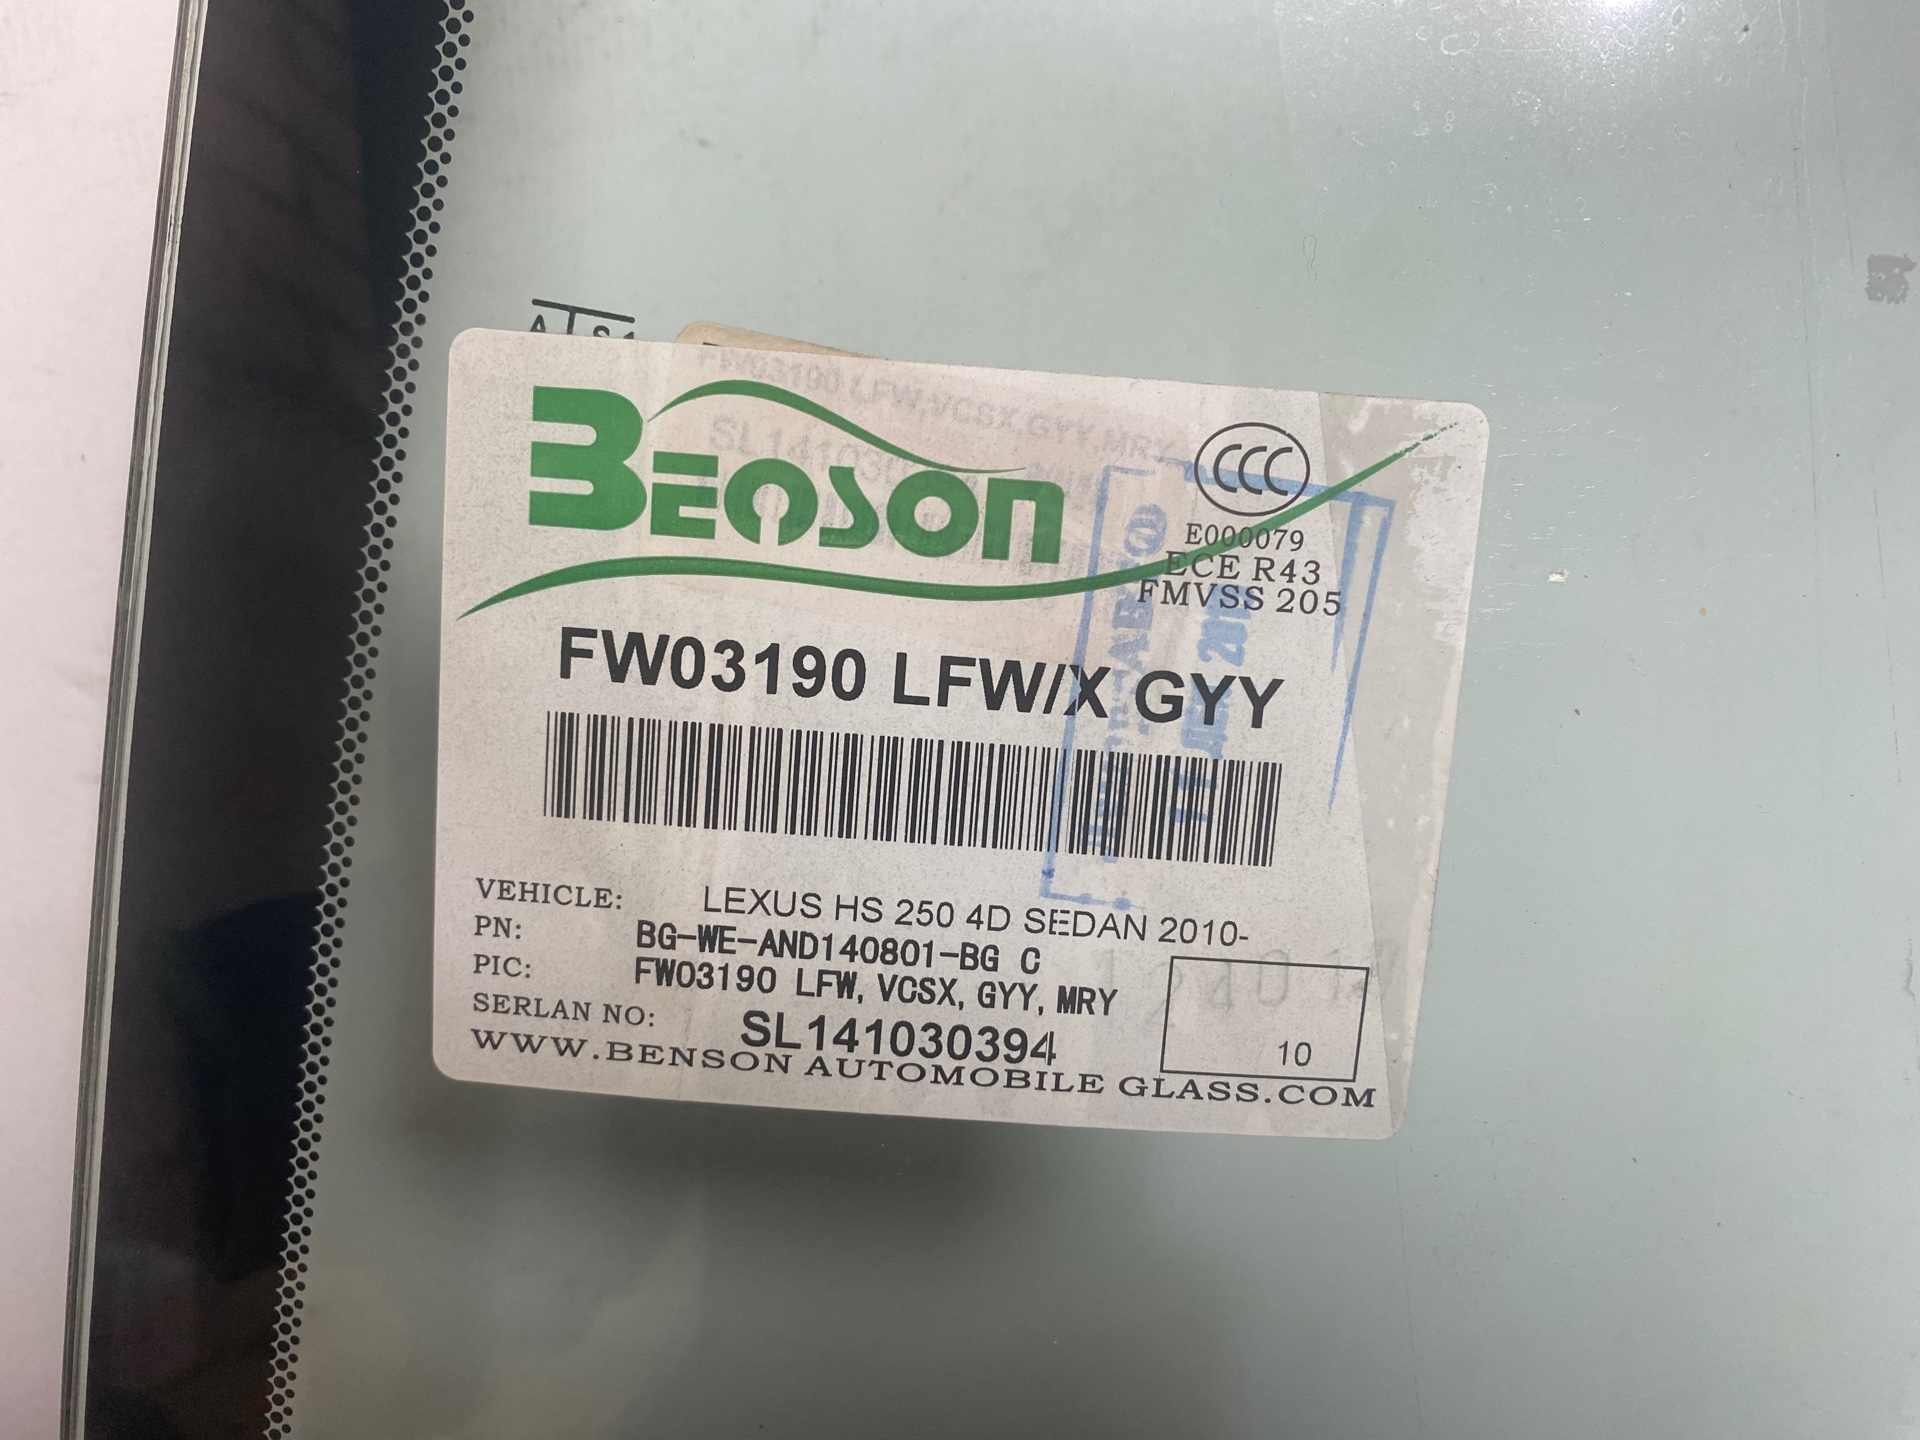 AS1
BENSON
CCC
E000079
ECE R43
FMVSS 205
FW03190 LFW/X GYY
VEHICLE: LEXUS HS 250 4D SEDAN 2010-
PN: BG-WE-AND140801-BG C
PIC: FW03190 LFW, VCSX, GYY, MRY
SERLAN NO: SL141030394
10
WWW.BENSON AUTOMOBILE GLASS.COM